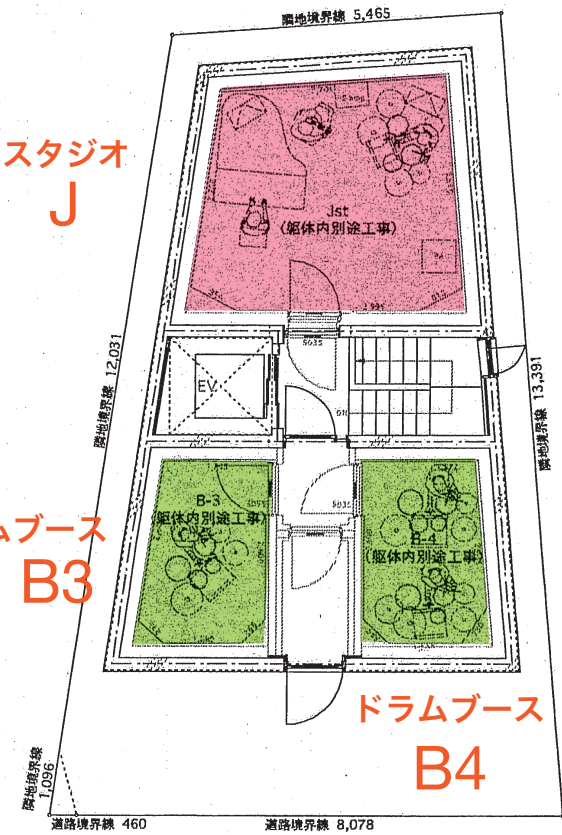 隣地境界線 5,465
スタジオ
J
Jst
(躯体内別途工事)
隣地境界線 12,031
EV
隣地境界線 13,391
B-3
(躯体内別途工事)
B-4
(躯体内別途工事)
ムブース
B3
ドラムブース
B4
隣地境界線
1,096
道路境界線 460
道路境界線 8,078